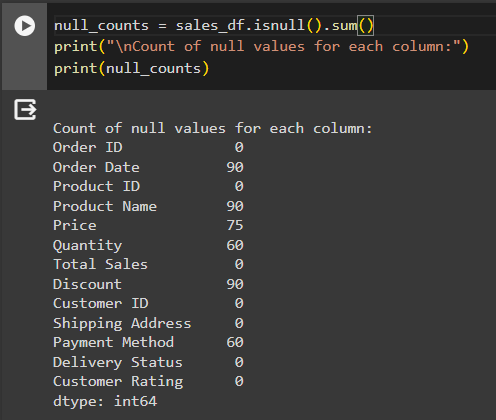 null_counts = sales_df.isnull().sum()
print("\nCount of null values for each column:")
print(null_counts)
Count of null values for each column:
Order ID             0
Order Date          90
Product ID           0
Product Name        90
Price               75
Quantity            60
Total Sales          0
Discount            90
Customer ID          0
Shipping Address     0
Payment Method      60
Delivery Status      0
Customer Rating      0
dtype: int64